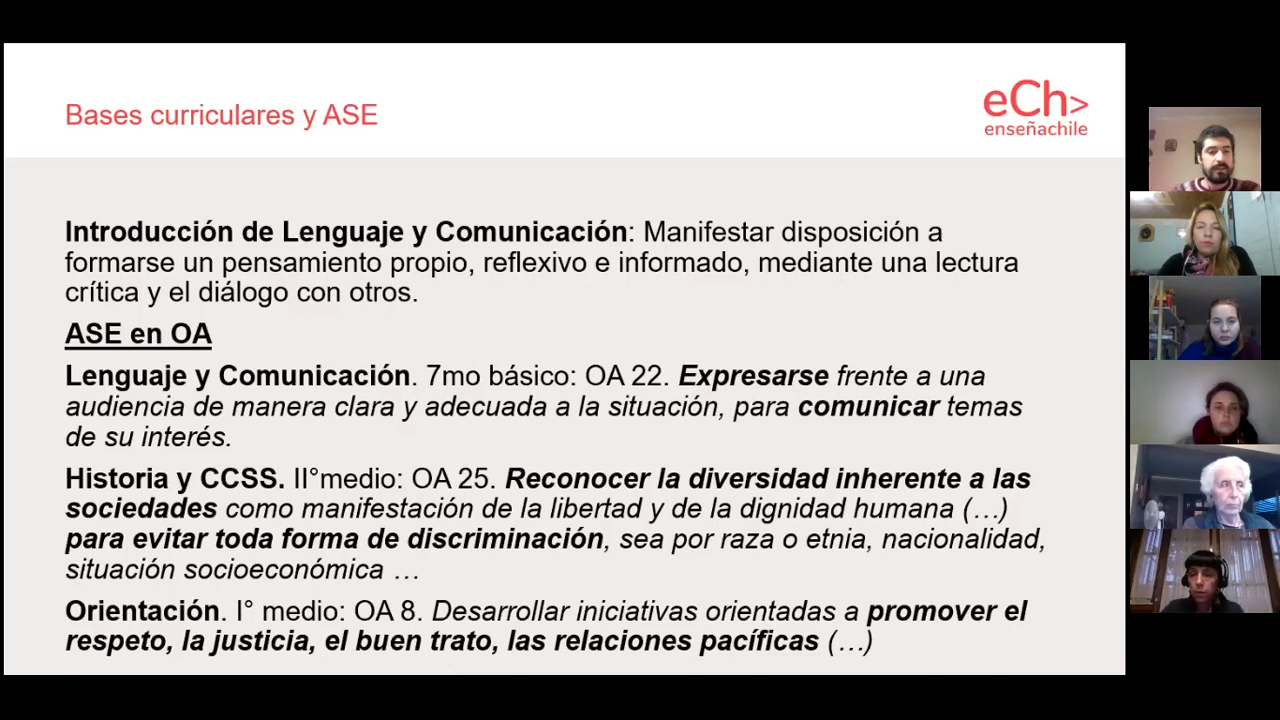 Bases curriculares y ASE
eCh>
enseñachile
Introducción de Lenguaje y Comunicación: Manifestar disposición a
formarse un pensamiento propio, reflexivo e informado, mediante una lectura
crítica y el diálogo con otros.
ASE en OA
Lenguaje y Comunicación. 7mo básico: OA 22. Expresarse frente a una
audiencia de manera clara y adecuada a la situación, para comunicar temas
de su interés.
Historia y CCSS. II°medio: OA 25. Reconocer la diversidad inherente a las
sociedades como manifestación de la libertad y de la dignidad humana (…)
para evitar toda forma de discriminación, sea por raza o etnia, nacionalidad,
situación socioeconómica …
Orientación. I° medio: OA 8. Desarrollar iniciativas orientadas a promover el
respeto, la justicia, el buen trato, las relaciones pacíficas (…)